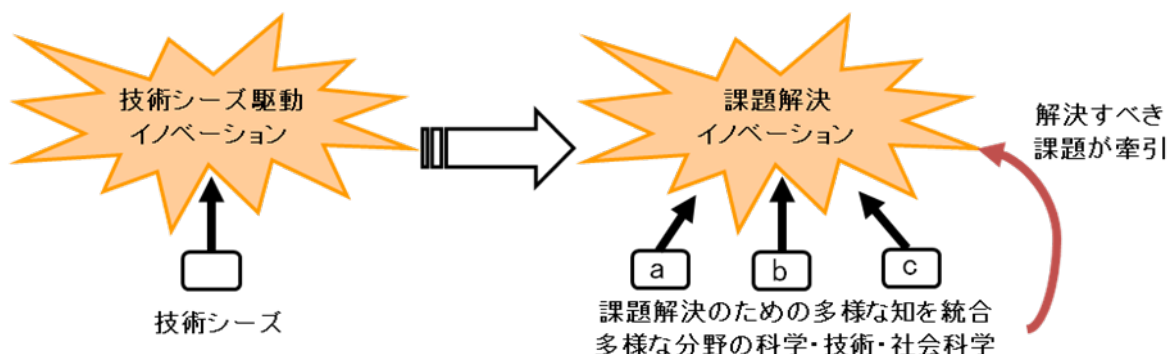 技術シーズ駆動
イノベーション
技術シーズ
課題解決
イノベーション
解決すべき
課題が牽引
a
b
c
課題解決のための多様な知を統合
多様な分野の科学・技術・社会科学